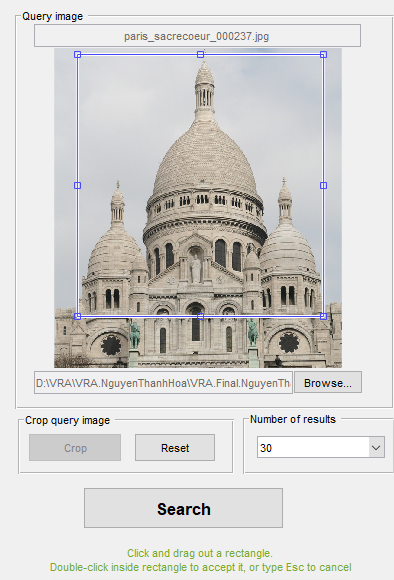 Query image
paris_sacrecoeur_000237.jpg
D:\VRA\VRA.NguyenThanhHoa\VRA.Final.NguyenTh
Browse...
Crop query image
Number of results
Crop
Reset
30
Search
Click and drag out a rectangle.
Double-click inside rectangle to accept it, or type Esc to cancel